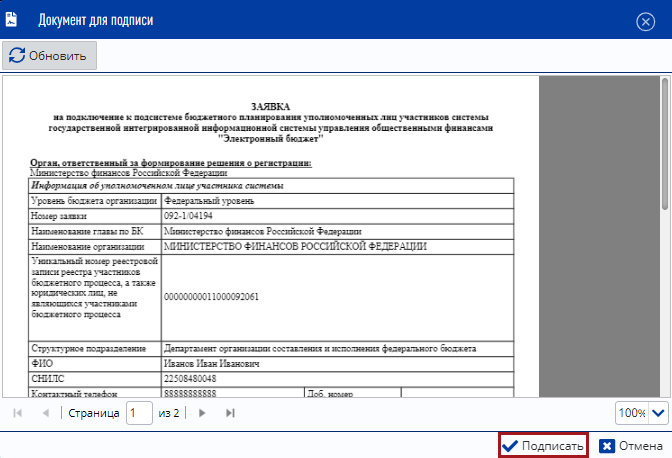 Документ для подписи
Обновить
ЗАЯВКА
на подключение к подсистеме бюджетного планирования уполномоченных лиц участников системы
государственной интегрированной информационной системы управления общественными финансами
"Электронный бюджет"
Орган, ответственный за формирование решения о регистрации:
Министерство финансов Российской Федерации
Информация об уполномоченном лице участника системы
Уровень бюджета организации Федеральный уровень
Номер заявки 092-1/04194
Наименование главы по БК Министерство финансов Российской Федерации
Наименование организации МИНИСТЕРСТВО ФИНАНСОВ РОССИЙСКОЙ ФЕДЕРАЦИИ
Уникальный номер реестровой
записи реестра участников
бюджетного процесса, а также
юридических лиц, не
являющихся участниками
бюджетного процесса
00000000011000092061
Структурное подразделение Департамент организации составления и исполнения федерального бюджета
ФИО Иванов Иван Иванович
СНИЛС 22508480048
Контактный телефон 88888888888 Доб. номер
Страница 1 из 2 100%
Подписать Отмена